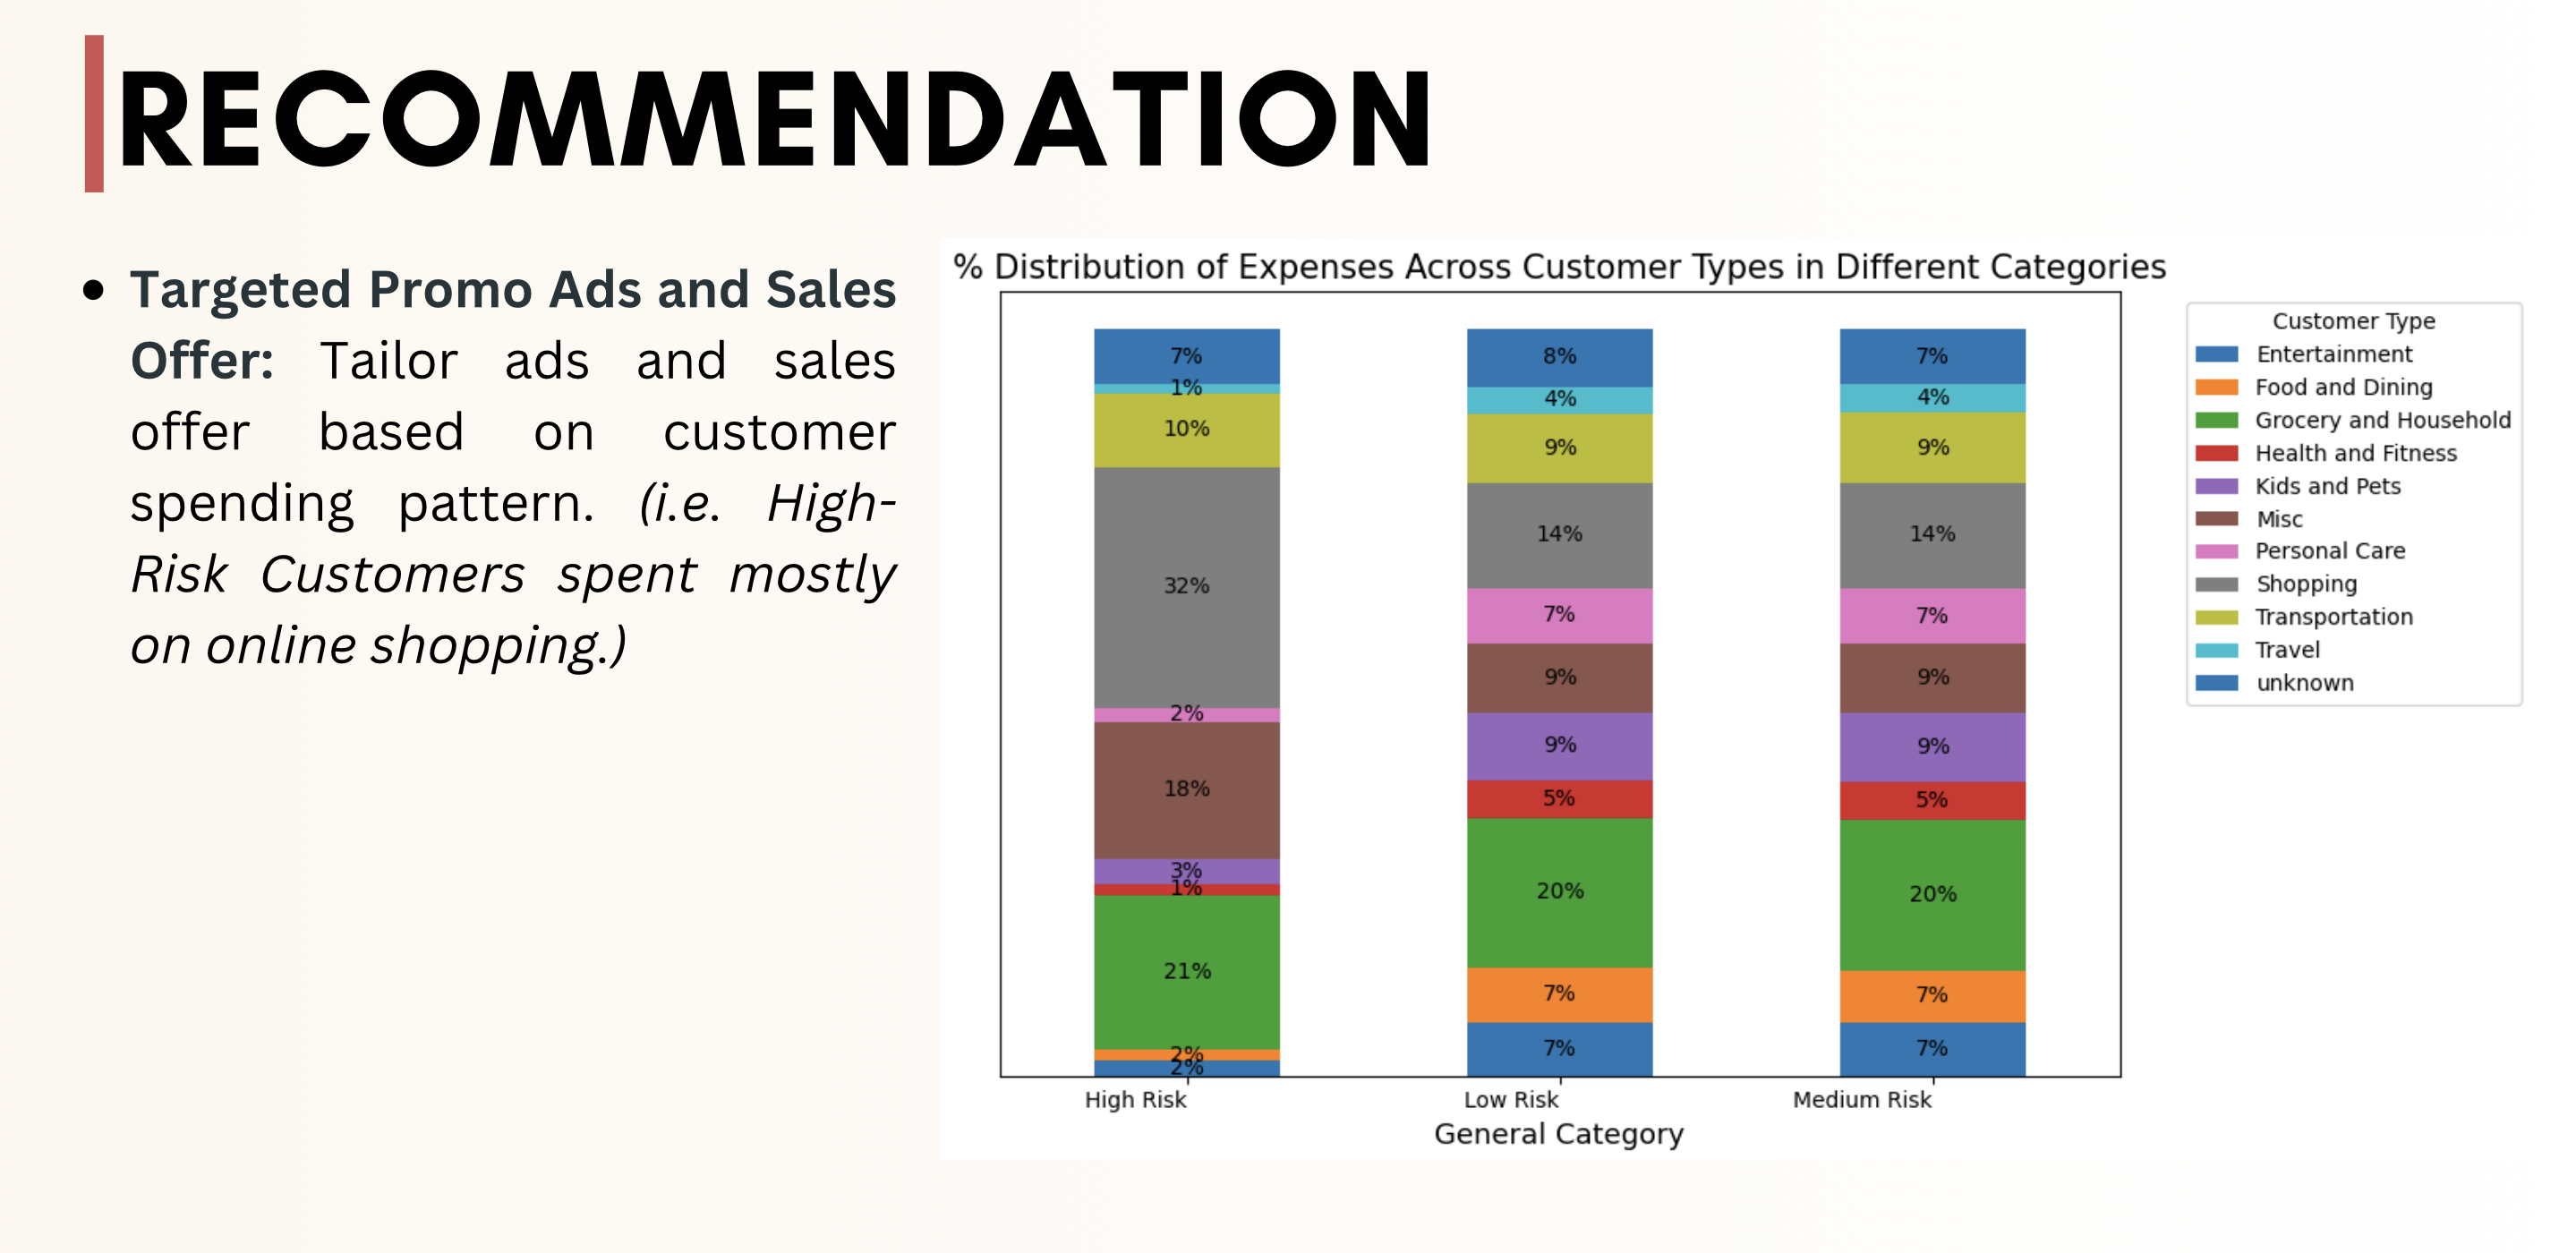 RECOMMENDATION
• Targeted Promo Ads and Sales
Offer: Tailor ads and sales
offer based on customer
spending pattern. (i.e. High-
Risk Customers spent mostly
on online shopping.)
% Distribution of Expenses Across Customer Types in Different Categories
7%
1%
10%
32%
2%
18%
3%
1%
21%
2%
2%
8%
4%
9%
14%
7%
9%
9%
5%
20%
7%
7%
7%
4%
9%
14%
7%
9%
9%
5%
20%
7%
7%
High Risk
Low Risk
Medium Risk
General Category
Customer Type
Entertainment
Food and Dining
Grocery and Household
Health and Fitness
Kids and Pets
Misc
Personal Care
Shopping
Transportation
Travel
unknown